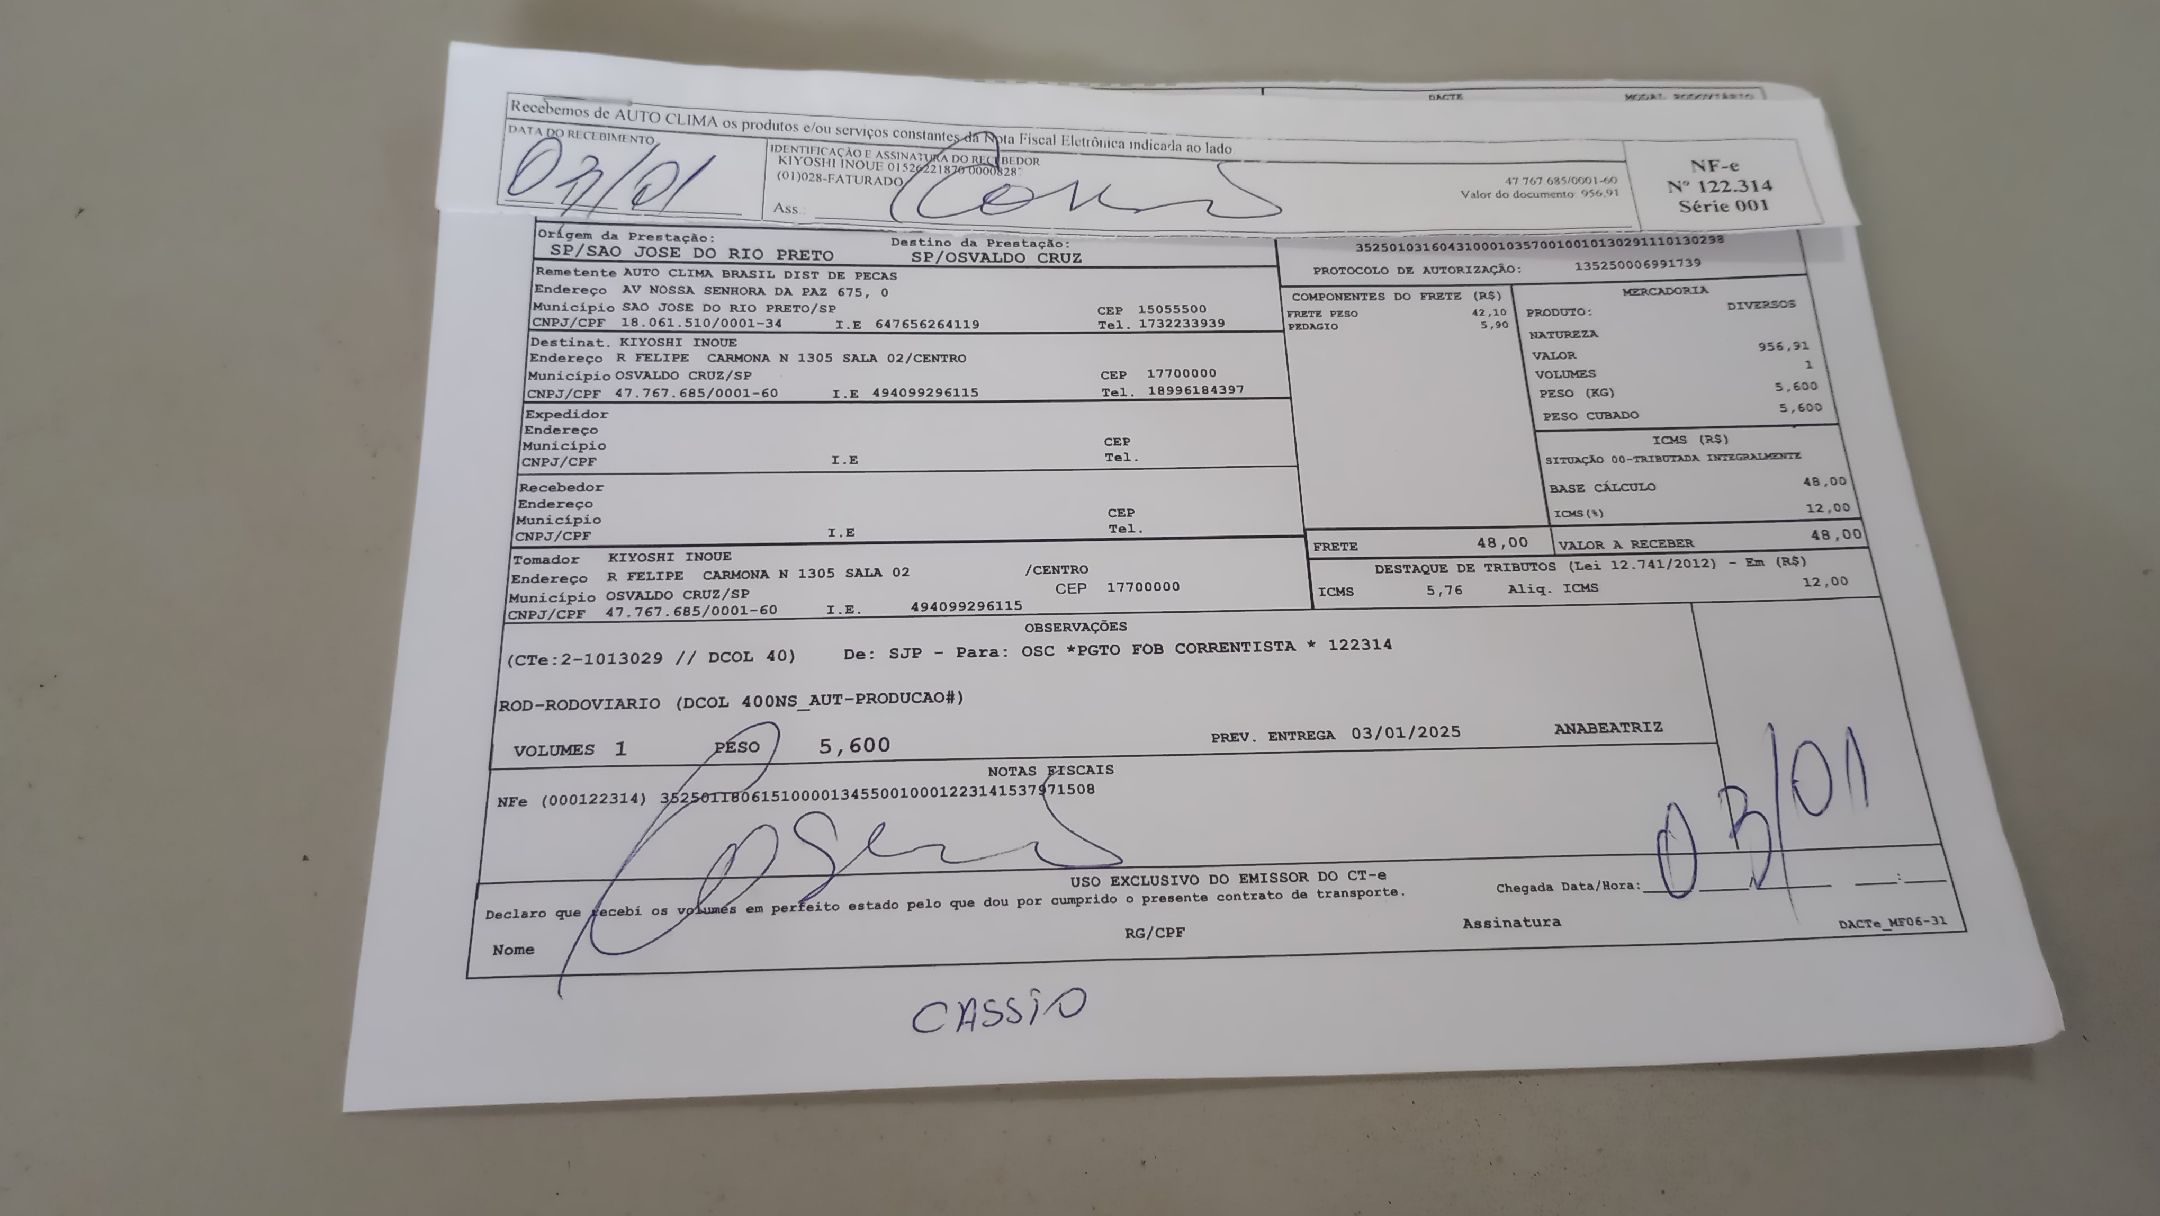 DACTE MODAL RODOVIÁRIO
Recebemos de AUTO CLIMA os produtos e/ou serviços constantes da Nota Fiscal Eletrônica indicada ao lado
DATA DO RECEBIMENTO
03/01
IDENTIFICAÇÃO E ASSINATURA DO RECEBEDOR
KIYOSHI INOUE 01526221870 0000828
(01)028-FATURADO
Ass.:
47 767 685/0001-60
Valor do documento: 956,91
NF-e
Nº 122.314
Série 001
Origem da Prestação: Destino da Prestação:
SP/SAO JOSE DO RIO PRETO SP/OSVALDO CRUZ
Remetente AUTO CLIMA BRASIL DIST DE PECAS
Endereço AV NOSSA SENHORA DA PAZ 675, 0
Município SAO JOSE DO RIO PRETO/SP CEP 15055500
CNPJ/CPF 18.061.510/0001-34 I.E 647656264119 Tel. 1732233939
Destinat. KIYOSHI INOUE
Endereço R FELIPE CARMONA N 1305 SALA 02/CENTRO
Município OSVALDO CRUZ/SP CEP 17700000
CNPJ/CPF 47.767.685/0001-60 I.E 494099296115 Tel. 18996184397
Expedidor
Endereço
Município CEP
CNPJ/CPF I.E Tel.
Recebedor
Endereço
Município CEP
CNPJ/CPF I.E Tel.
Tomador KIYOSHI INOUE
Endereço R FELIPE CARMONA N 1305 SALA 02 /CENTRO
Município OSVALDO CRUZ/SP CEP 17700000
CNPJ/CPF 47.767.685/0001-60 I.E. 494099296115
35250103160431000103570010010130291110130298
PROTOCOLO DE AUTORIZAÇÃO: 135250006991739
COMPONENTES DO FRETE (R$)
FRETE PESO 42,10
PEDAGIO 5,90
MERCADORIA
PRODUTO: DIVERSOS
NATUREZA
VALOR 956,91
VOLUMES 1
PESO (KG) 5,600
PESO CUBADO 5,600
ICMS (R$)
SITUAÇÃO 00-TRIBUTADA INTEGRALMENTE
BASE CÁLCULO 48,00
ICMS(%) 12,00
FRETE 48,00 VALOR A RECEBER 48,00
DESTAQUE DE TRIBUTOS (Lei 12.741/2012) - Em (R$)
ICMS 5,76 Aliq. ICMS 12,00
OBSERVAÇÕES
(CTe:2-1013029 // DCOL 40) De: SJP - Para: OSC *PGTO FOB CORRENTISTA * 122314
ROD-RODOVIARIO (DCOL 400NS_AUT-PRODUCAO#)
VOLUMES 1 PESO 5,600 PREV. ENTREGA 03/01/2025 ANABEATRIZ
NOTAS FISCAIS
NFe (000122314) 35250118061510000134550010001223141537971508
03/01
USO EXCLUSIVO DO EMISSOR DO CT-e
Declaro que recebi os volumes em perfeito estado pelo que dou por cumprido o presente contrato de transporte.
Chegada Data/Hora:
Nome RG/CPF Assinatura DACTe_MF06-31
CASSIO